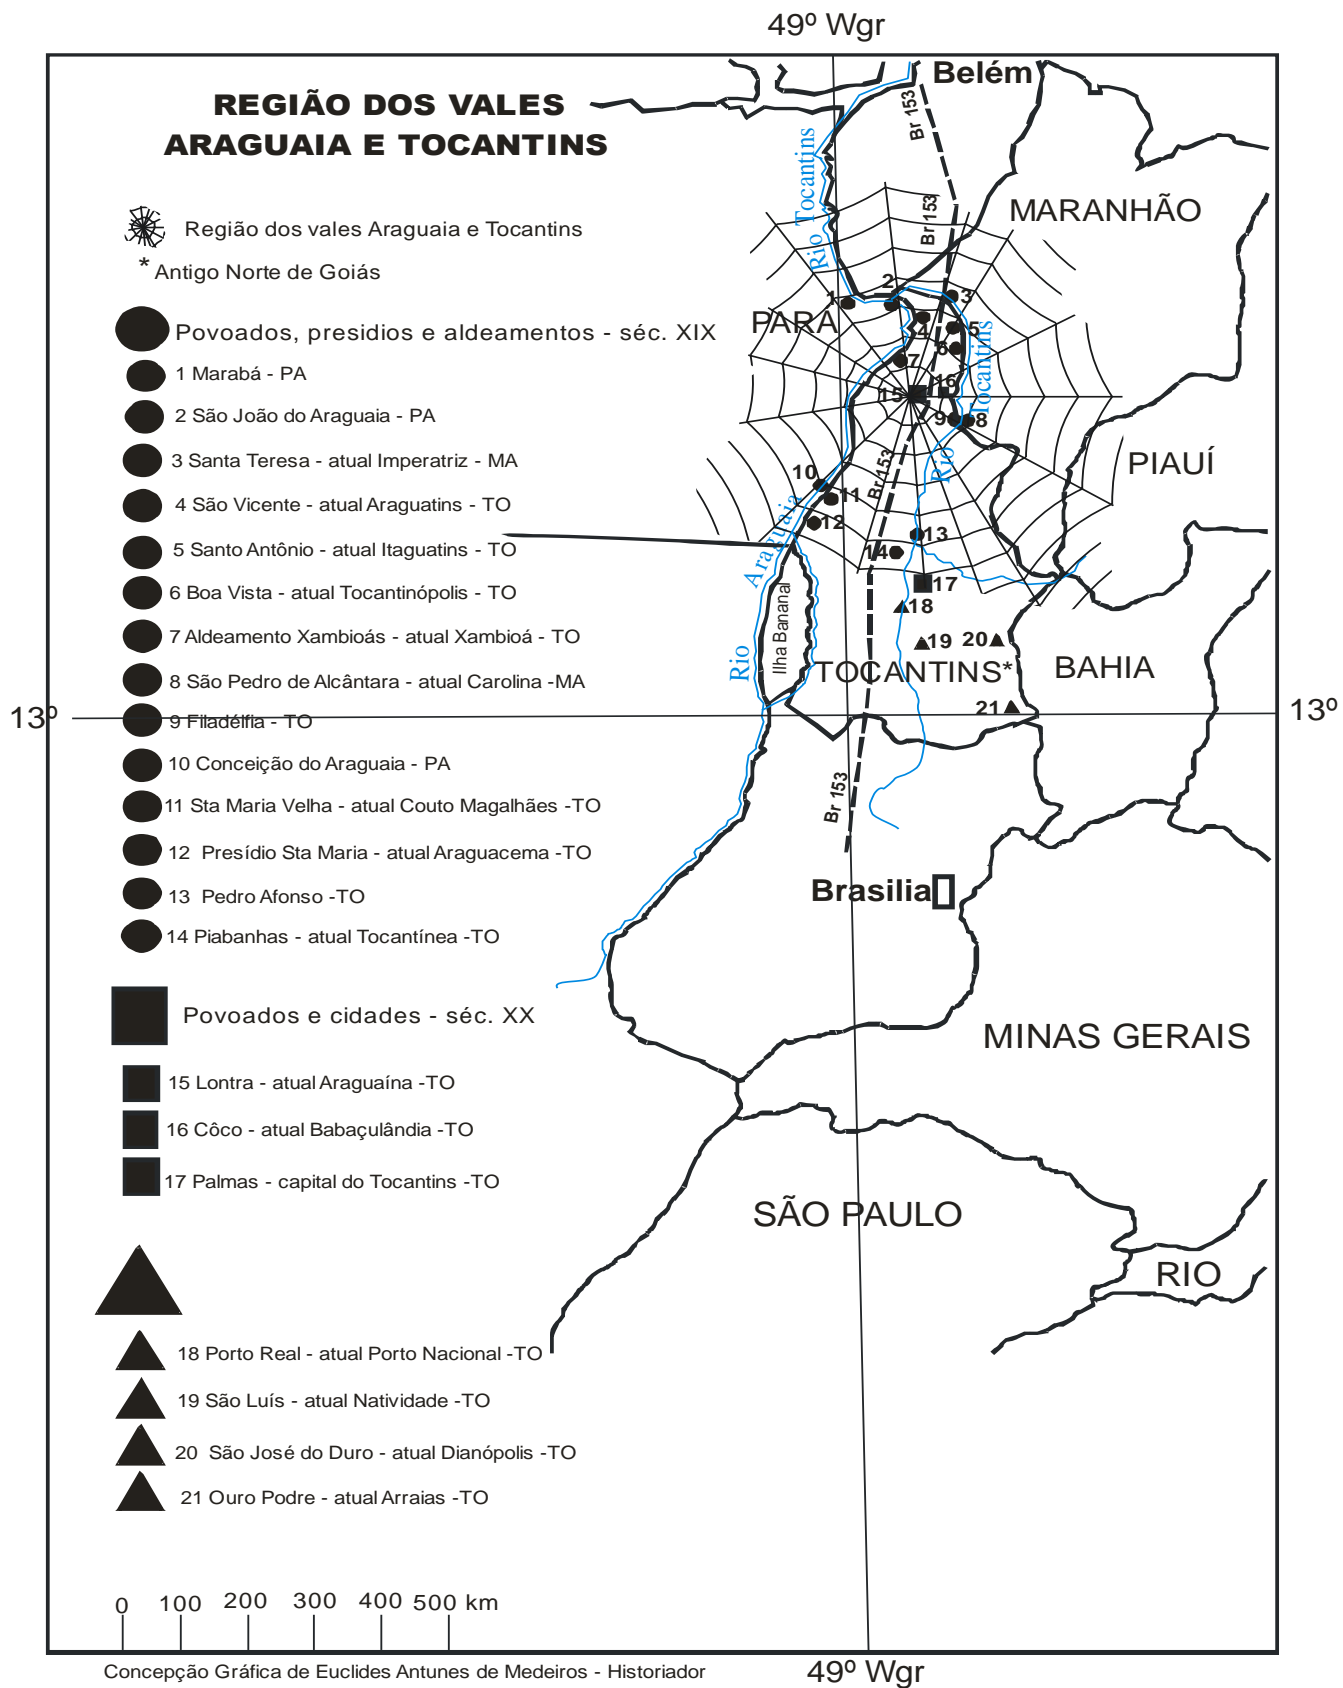 49º Wgr
REGIÃO DOS VALES
ARAGUAIA E TOCANTINS
Região dos vales Araguaia e Tocantins
* Antigo Norte de Goiás
Povoados, presidios e aldeamentos - séc. XIX
1 Marabá - PA
2 São João do Araguaia - PA
3 Santa Teresa - atual Imperatriz - MA
4 São Vicente - atual Araguatins - TO
5 Santo Antônio - atual Itaguatins - TO
6 Boa Vista - atual Tocantinópolis - TO
7 Aldeamento Xambioás - atual Xambioá - TO
8 São Pedro de Alcântara - atual Carolina -MA
9 Filadélfia - TO
10 Conceição do Araguaia - PA
11 Sta Maria Velha - atual Couto Magalhães -TO
12 Presídio Sta Maria - atual Araguacema -TO
13 Pedro Afonso -TO
14 Piabanhas - atual Tocantínea -TO
Povoados e cidades - séc. XX
15 Lontra - atual Araguaína -TO
16 Côco - atual Babaçulândia -TO
17 Palmas - capital do Tocantins -TO
18 Porto Real - atual Porto Nacional -TO
19 São Luís - atual Natividade -TO
20 São José do Duro - atual Dianópolis -TO
21 Ouro Podre - atual Arraias -TO
0 100 200 300 400 500 km
Concepção Gráfica de Euclides Antunes de Medeiros - Historiador
Belém
Br 153
Rio Tocantins
MARANHÃO
Br 153
2
1
3
PARÁ
4
5
6
7
Tocantins
16
15
9
8
Rio
PIAUÍ
Br 153
10
11
12
Araguaia
13
14
17
18
Ilha Bananal
19
20
Rio
TOCANTINS*
BAHIA
21
13º
13º
Br 153
Brasilia
MINAS GERAIS
SÃO PAULO
RIO
49º Wgr